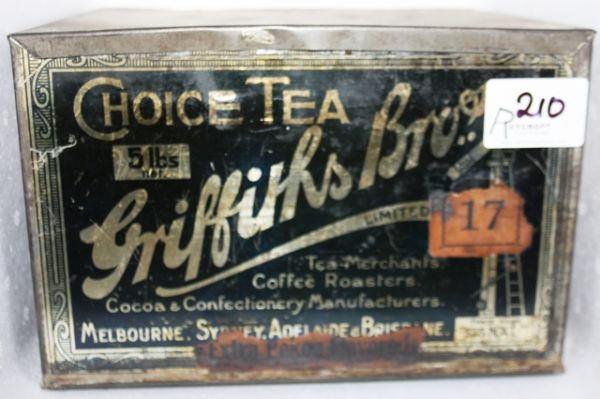 CHOICE TEA
210
5 lbs
Griffiths Bros
LIMITED
17
Tea Merchants.
Coffee Roasters.
Cocoa & Confectionery Manufacturers.
MELBOURNE. SYDNEY. ADELAIDE & BRISBANE.